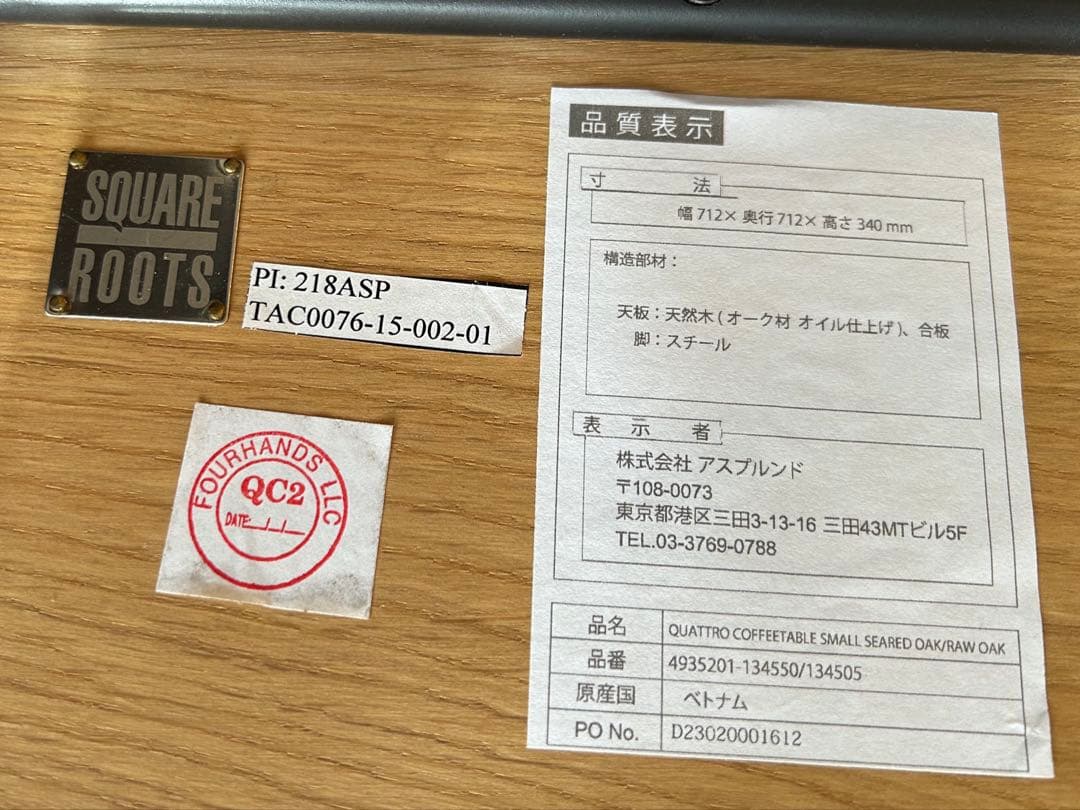 SQUARE
ROOTS
PI: 218ASP
TAC0076-15-002-01
FOURHANDS LLC
QC2
DATE:__/__/__
品質表示
寸法
幅 712× 奥行 712× 高さ 340 mm
構造部材：
天板：天然木 ( オーク材 オイル仕上げ )、合板
脚：スチール
表示者
株式会社 アスプルンド
〒108-0073
東京都港区三田3-13-16 三田43MTビル5F
TEL.03-3769-0788
品名 QUATTRO COFFEETABLE SMALL SEARED OAK/RAW OAK
品番 4935201-134550/134505
原産国 ベトナム
PO No. D23020001612